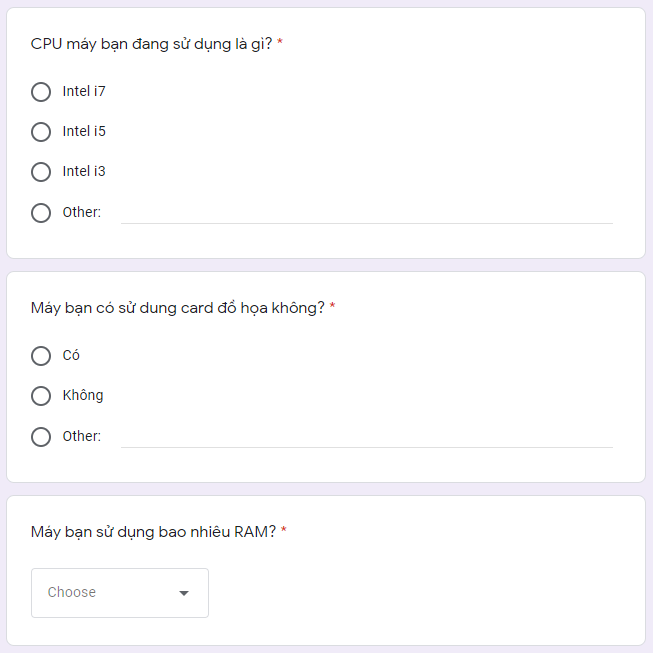 CPU máy bạn đang sử dụng là gì? *
Intel i7
Intel i5
Intel i3
Other:
Máy bạn có sử dung card đồ họa không? *
Có
Không
Other:
Máy bạn sử dụng bao nhiêu RAM? *
Choose